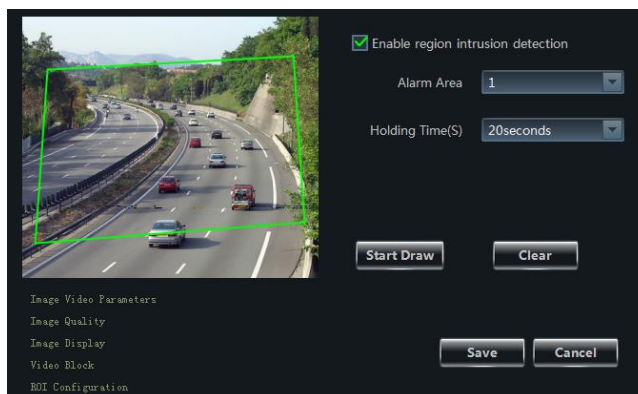 Enable region intrusion detection
Alarm Area 1
Holding Time(S) 20seconds
Start Draw Clear
Image Video Parameters
Image Quality
Image Display
Video Block
ROI Configuration
Save Cancel